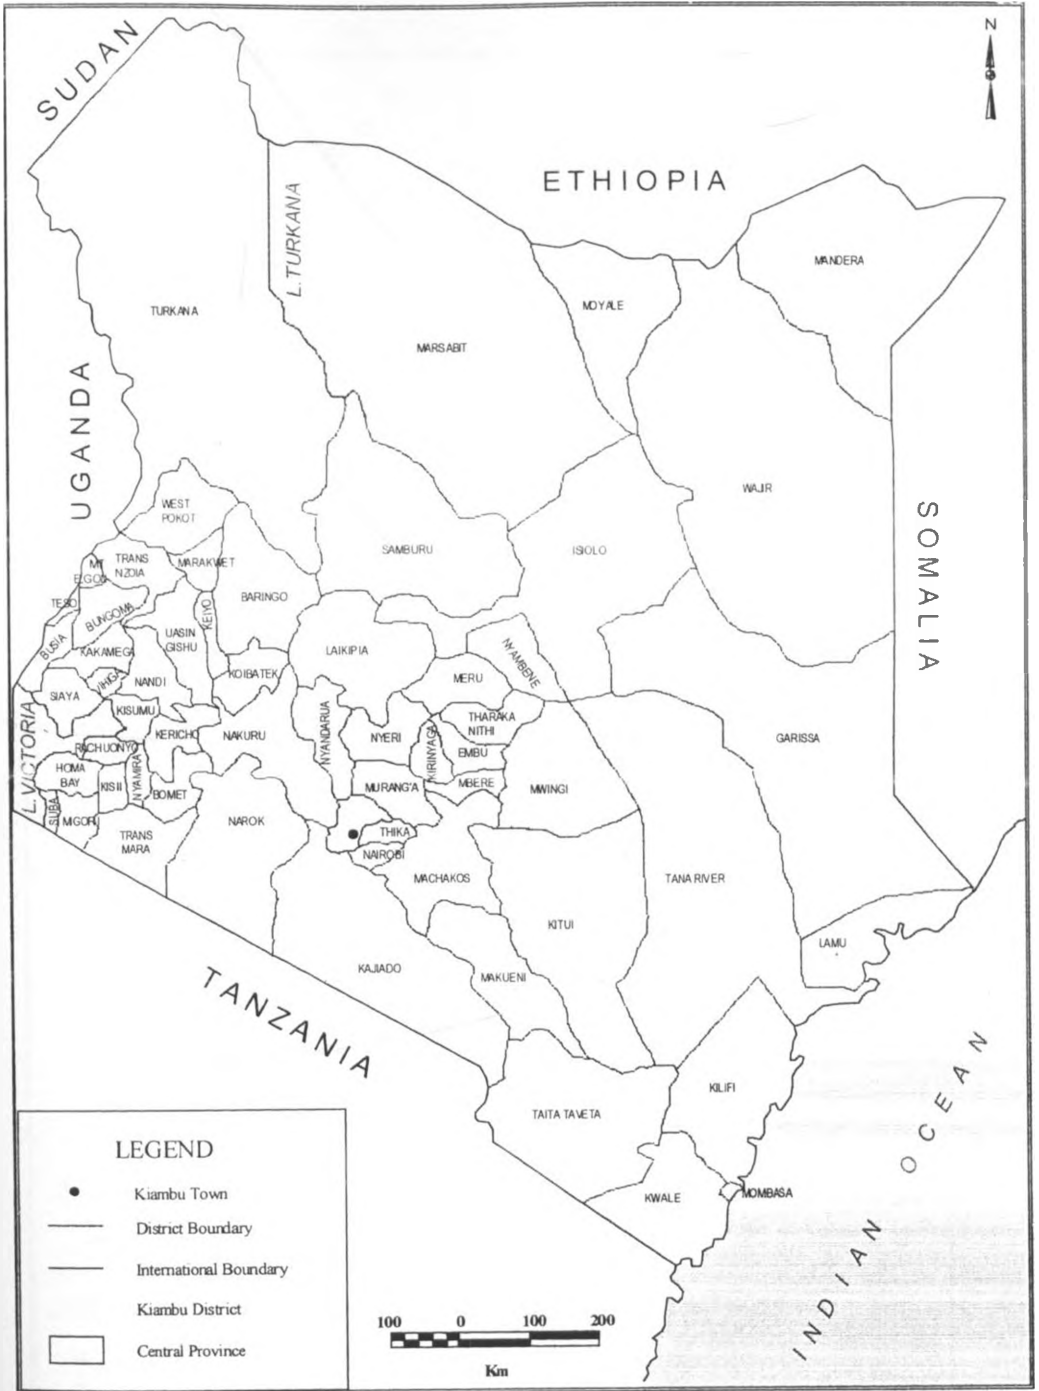 N
SUDAN
ETHIOPIA
L.TURKANA
MANDERA
MOYALE
TURKANA
MARSABIT
UGANDA
WAJIR
SOMALIA
WEST
POKOT
SAMBURU
ISIOLO
MT
ELGON
TRANS
NZOIA
MARAKWET
TESO
BUNGOMA
KEIYO
BARINGO
BUSIA
KAKAMEGA
UASIN
GISHU
LAIKIPIA
NYAMBENE
SIAYA
VIHIGA
NANDI
KOIBATEK
MERU
L. VICTORIA
KISUMU
KERICHO
NAKURU
NYANDARUA
NYERI
KIRINYAGA
THARAKA
NITHI
GARISSA
RACHUONYO
EMBU
HOMA
BAY
KISII
NYAMIRA
BOMET
MURANG'A
MBERE
MWINGI
SUBA
MIGORI
TRANS
MARA
NAROK
THIKA
NAIROBI
MACHAKOS
TANA RIVER
KITUI
LAMU
KAJIADO
MAKUENI
TANZANIA
KILIFI
TAITA TAVETA
KWALE
MOMBASA
INDIAN OCEAN
LEGEND
Kiambu Town
District Boundary
International Boundary
Kiambu District
Central Province
100 0 100 200
Km